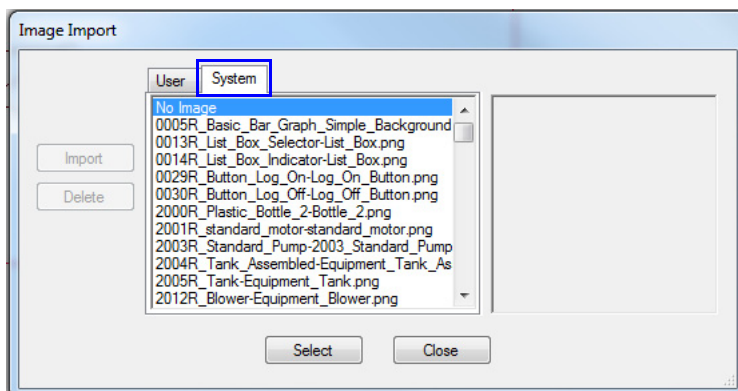 Image Import
User System
No Image
0005R_Basic_Bar_Graph_Simple_Background
0013R_List_Box_Selector-List_Box.png
0014R_List_Box_Indicator-List_Box.png
0029R_Button_Log_On-Log_On_Button.png
0030R_Button_Log_Off-Log_Off_Button.png
2000R_Plastic_Bottle_2-Bottle_2.png
2001R_standard_motor-standard_motor.png
2003R_Standard_Pump-2003_Standard_Pump
2004R_Tank_Assembled-Equipment_Tank_As
2005R_Tank-Equipment_Tank.png
2012R_Blower-Equipment_Blower.png
Import
Delete
Select Close